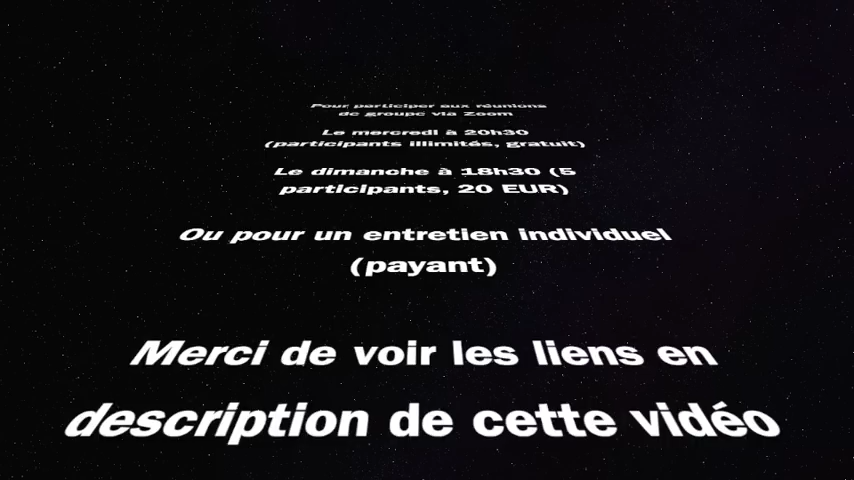 Pour participer aux réunions
de groupe via Zoom
Le mercredi à 20h30
(participants illimités, gratuit)
Le dimanche à 18h30 (5
participants, 20 EUR)
Ou pour un entretien individuel
(payant)
Merci de voir les liens en
description de cette vidéo